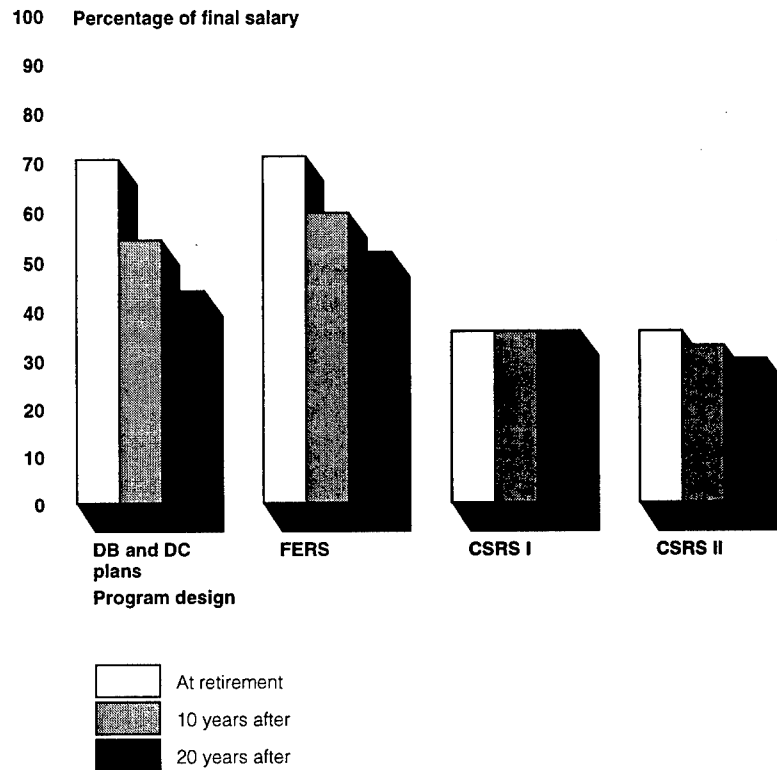 100 Percentage of final salary
90
80
70
60
50
40
30
20
10
0
DB and DC plans FERS CSRS I CSRS II
Program design
At retirement
10 years after
20 years after